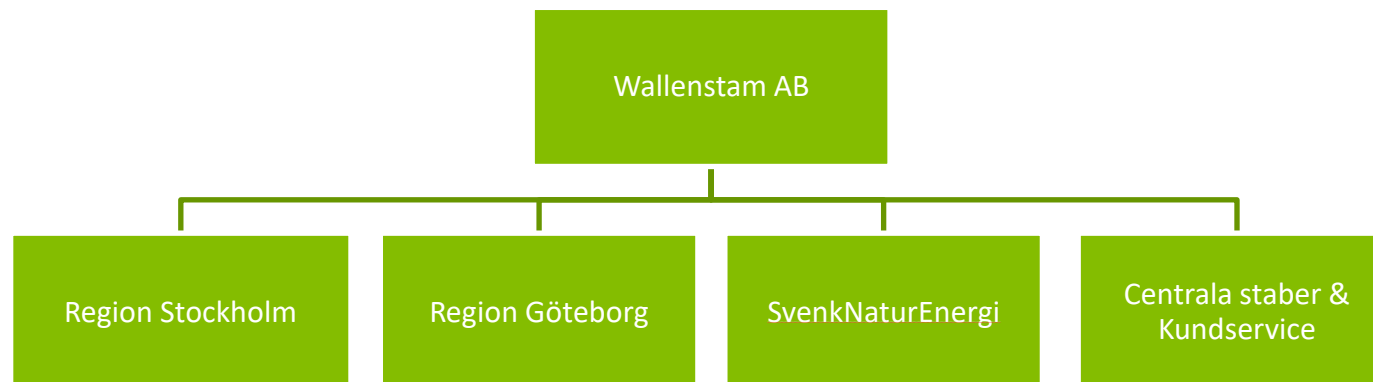 Wallenstam AB
Region Stockholm
Region Göteborg
SvenkNaturEnergi
Centrala staber &
Kundservice